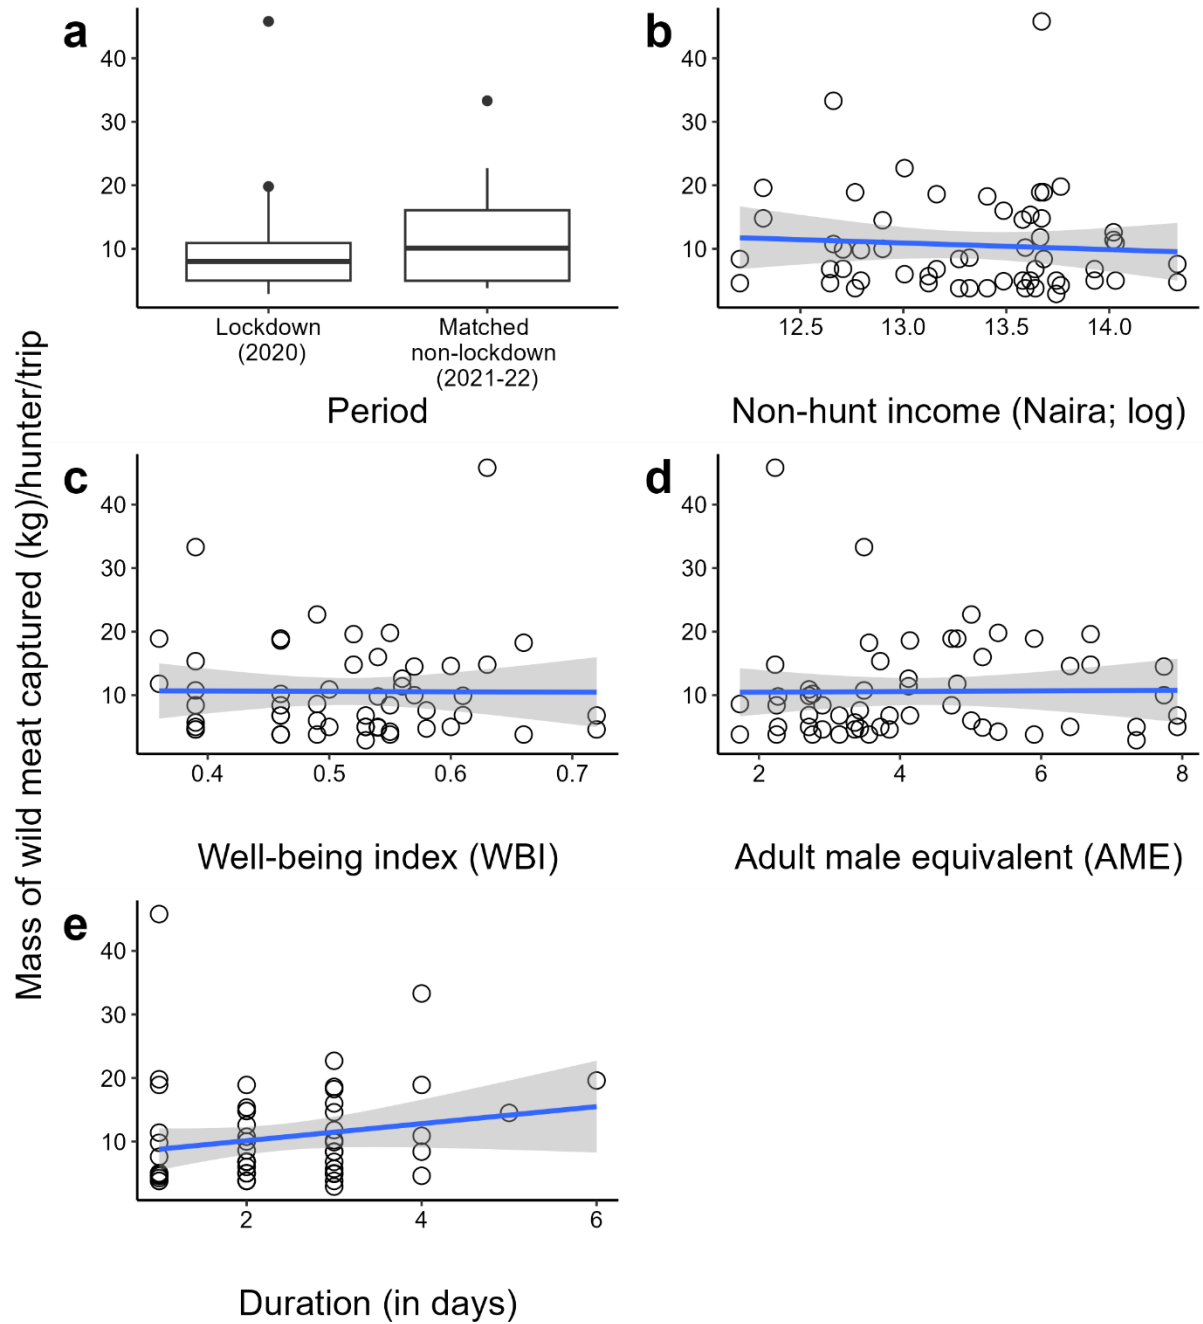 Mass of wild meat captured (kg)/hunter/trip
a
40
30
20
10
Lockdown
(2020)
Matched
non-lockdown
(2021-22)
Period
b
40
30
20
10
12.5 13.0 13.5 14.0
Non-hunt income (Naira; log)
c
40
30
20
10
0.4 0.5 0.6 0.7
Well-being index (WBI)
d
40
30
20
10
2 4 6 8
Adult male equivalent (AME)
e
40
30
20
10
2 4 6
Duration (in days)